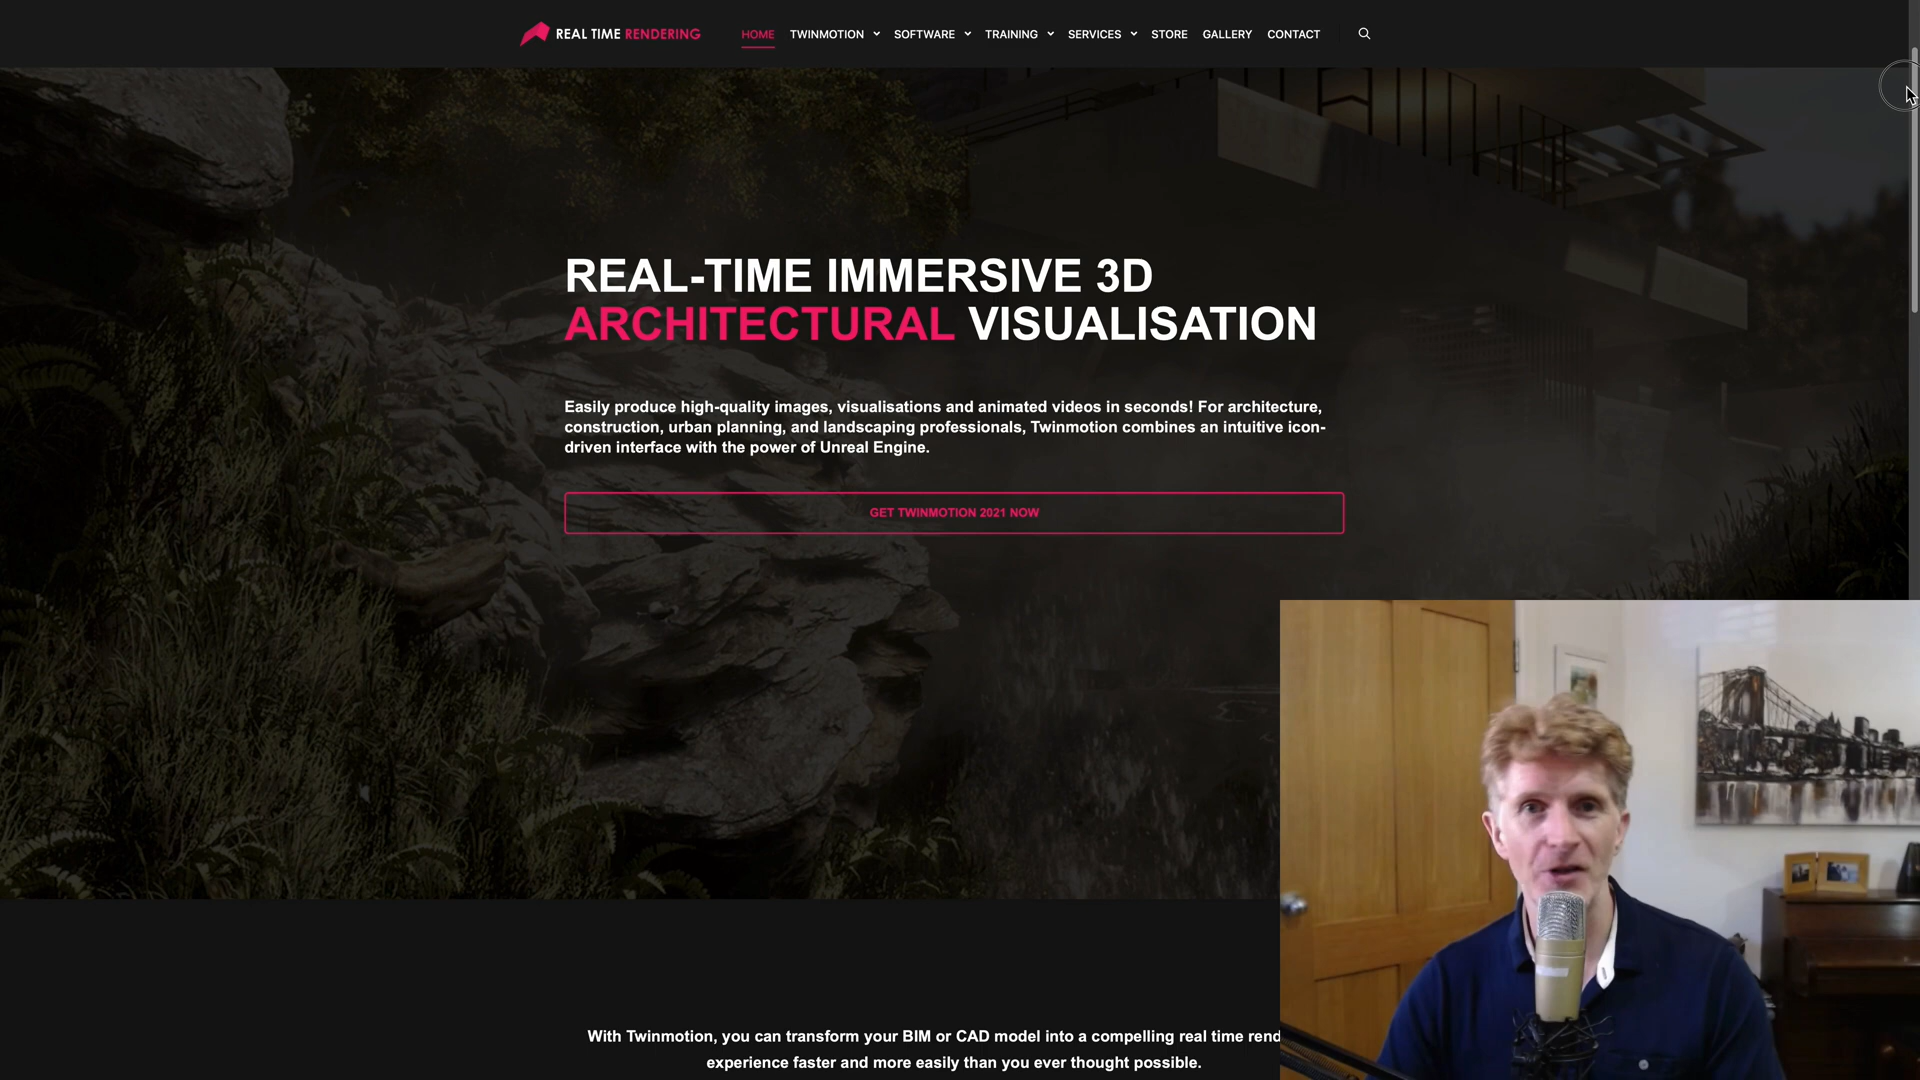 REAL TIME RENDERING
HOME TWINMOTION SOFTWARE TRAINING SERVICES STORE GALLERY CONTACT
REAL-TIME IMMERSIVE 3D
ARCHITECTURAL VISUALISATION
Easily produce high-quality images, visualisations and animated videos in seconds! For architecture,
construction, urban planning, and landscaping professionals, Twinmotion combines an intuitive icon-
driven interface with the power of Unreal Engine.
GET TWINMOTION 2021 NOW
With Twinmotion, you can transform your BIM or CAD model into a compelling real time rend
experience faster and more easily than you ever thought possible.